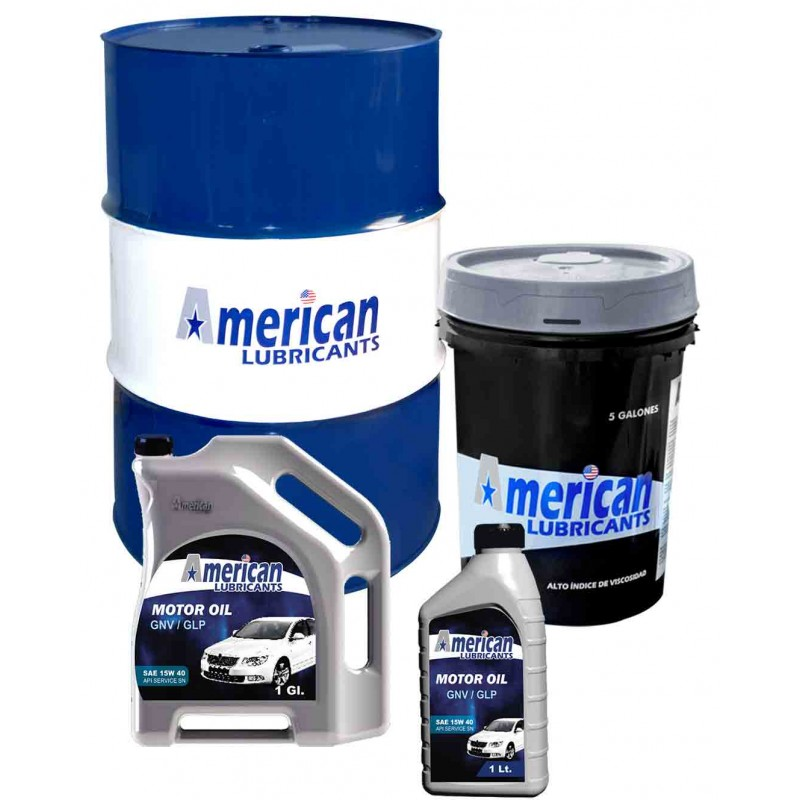 American
LUBRICANTS
5 GALONES
American
LUBRICANTS
ALTO ÍNDICE DE VISCOSIDAD
American
American
LUBRICANTS
MOTOR OIL
GNV / GLP
SAE 15W 40
API SERVICE SN
1 Gl.
American
LUBRICANTS
MOTOR OIL
GNV / GLP
SAE 15W 40
API SERVICE SN
1 Lt.